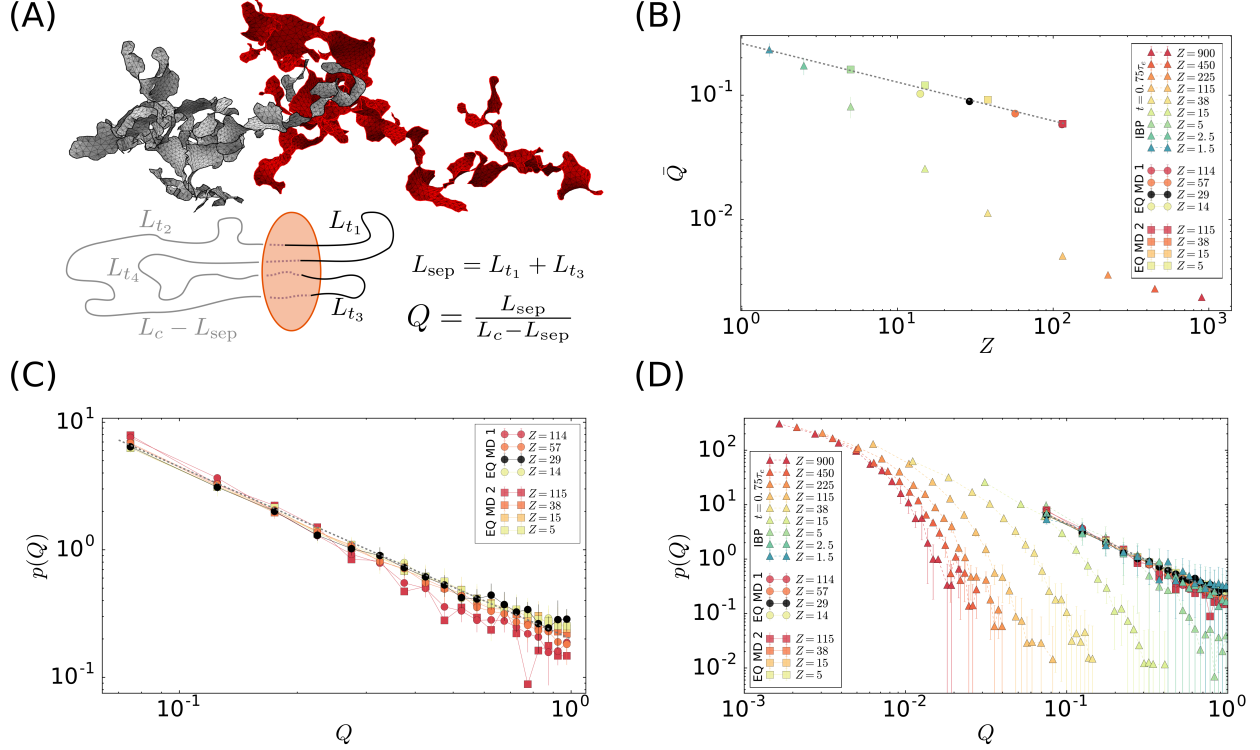 (A)
L_{t_2}
L_{t_1}
L_{t_4}
L_{t_3}
L_c − L_{sep}
L_{sep} = L_{t_1} + L_{t_3}
Q = \frac{L_{sep}}{L_c − L_{sep}}
(B)
10^{-1}
10^{-2}
Q̄
10^0
10^1
10^2
10^3
Z
IBP t = 0.75τ_e
Z = 900
Z = 450
Z = 225
Z = 115
Z = 38
Z = 15
Z = 5
Z = 2.5
Z = 1.5
EQ MD 1
Z = 114
Z = 57
Z = 29
Z = 14
EQ MD 2
Z = 115
Z = 38
Z = 15
Z = 5
(C)
10^1
10^0
10^{-1}
p(Q)
10^{-1}
10^0
Q
EQ MD 1
Z = 114
Z = 57
Z = 29
Z = 14
EQ MD 2
Z = 115
Z = 38
Z = 15
Z = 5
(D)
10^2
10^1
10^0
10^{-1}
10^{-2}
p(Q)
10^{-3}
10^{-2}
10^{-1}
10^0
Q
IBP t = 0.75τ_e
Z = 900
Z = 450
Z = 225
Z = 115
Z = 38
Z = 15
Z = 5
Z = 2.5
Z = 1.5
EQ MD 1
Z = 114
Z = 57
Z = 29
Z = 14
EQ MD 2
Z = 115
Z = 38
Z = 15
Z = 5